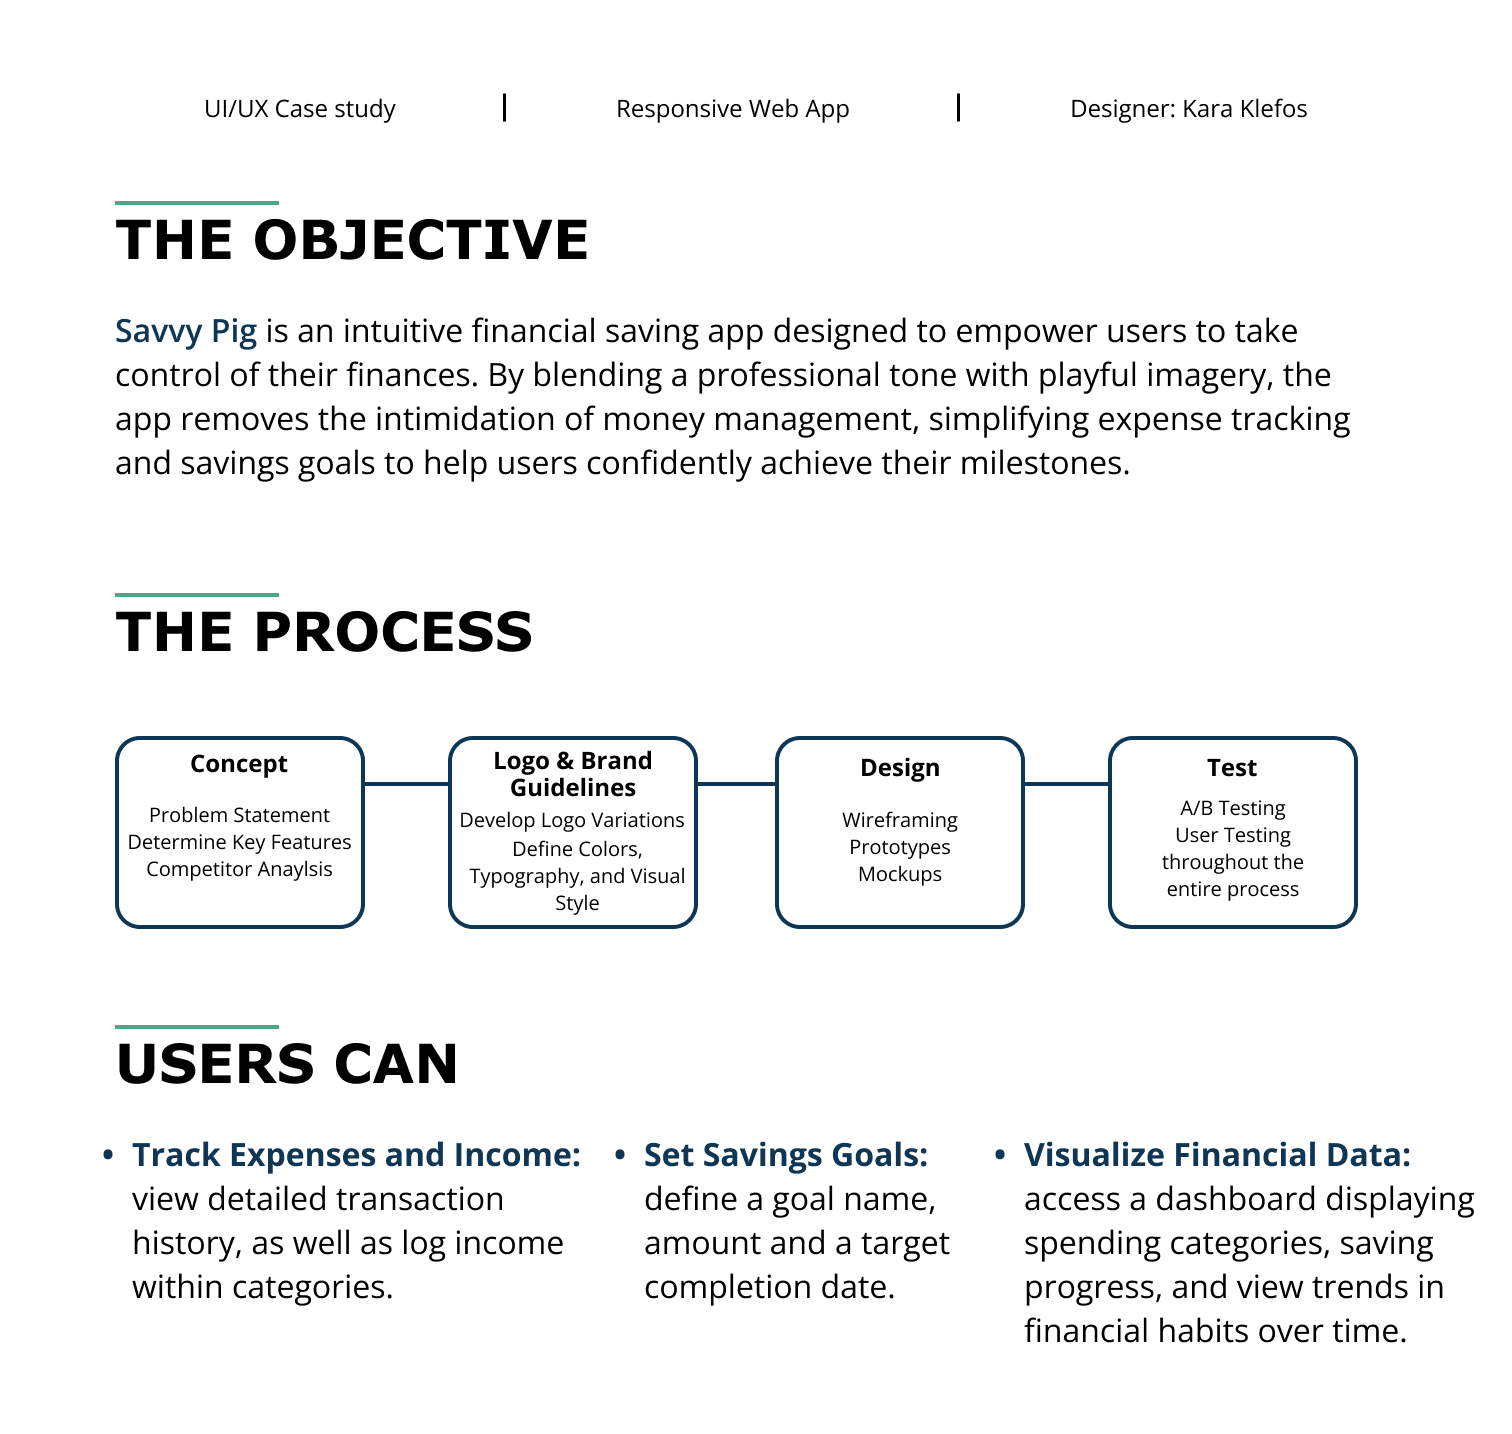 UI/UX Case study
Responsive Web App
Designer: Kara Klefos
THE OBJECTIVE
Savvy Pig is an intuitive financial saving app designed to empower users to take
control of their finances. By blending a professional tone with playful imagery, the
app removes the intimidation of money management, simplifying expense tracking
and savings goals to help users confidently achieve their milestones.
THE PROCESS
Concept
Problem Statement
Determine Key Features
Competitor Anaylsis
Logo & Brand
Guidelines
Develop Logo Variations
Define Colors,
Typography, and Visual
Style
Design
Wireframing
Prototypes
Mockups
Test
A/B Testing
User Testing
throughout the
entire process
USERS CAN
• Track Expenses and Income:
view detailed transaction
history, as well as log income
within categories.
• Set Savings Goals:
define a goal name,
amount and a target
completion date.
• Visualize Financial Data:
access a dashboard displaying
spending categories, saving
progress, and view trends in
financial habits over time.